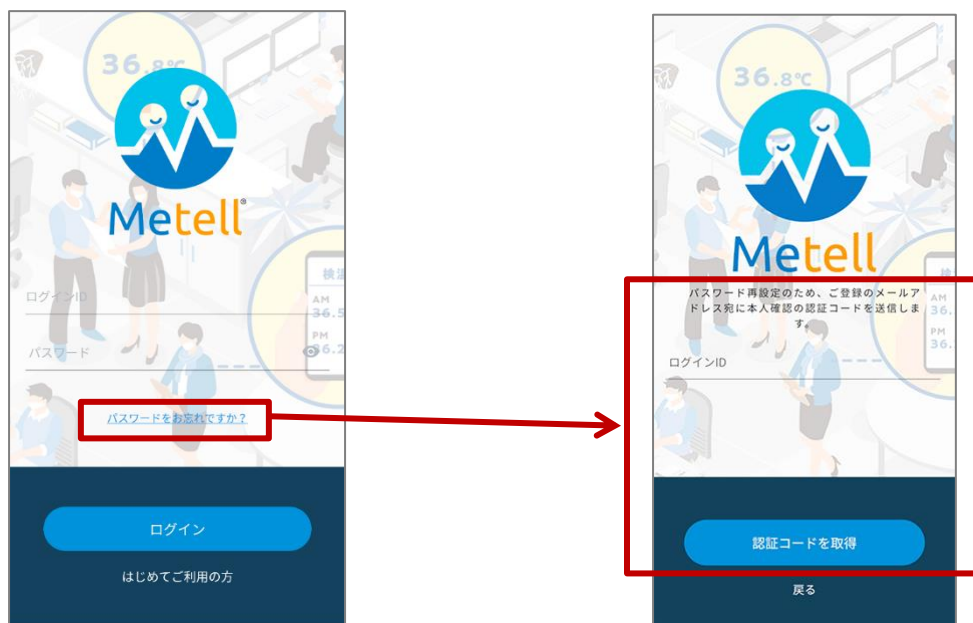 36.8℃
Metell®
検温
AM
36.5
PM
36.2
ログインID
パスワード
パスワードをお忘れですか？
ログイン
はじめてご利用の方
36.8℃
Metell
パスワード再設定のため、ご登録のメールア
ドレス宛に本人確認の認証コードを送信しま
す。
AM
36.
PM
36.
ログインID
認証コードを取得
戻る